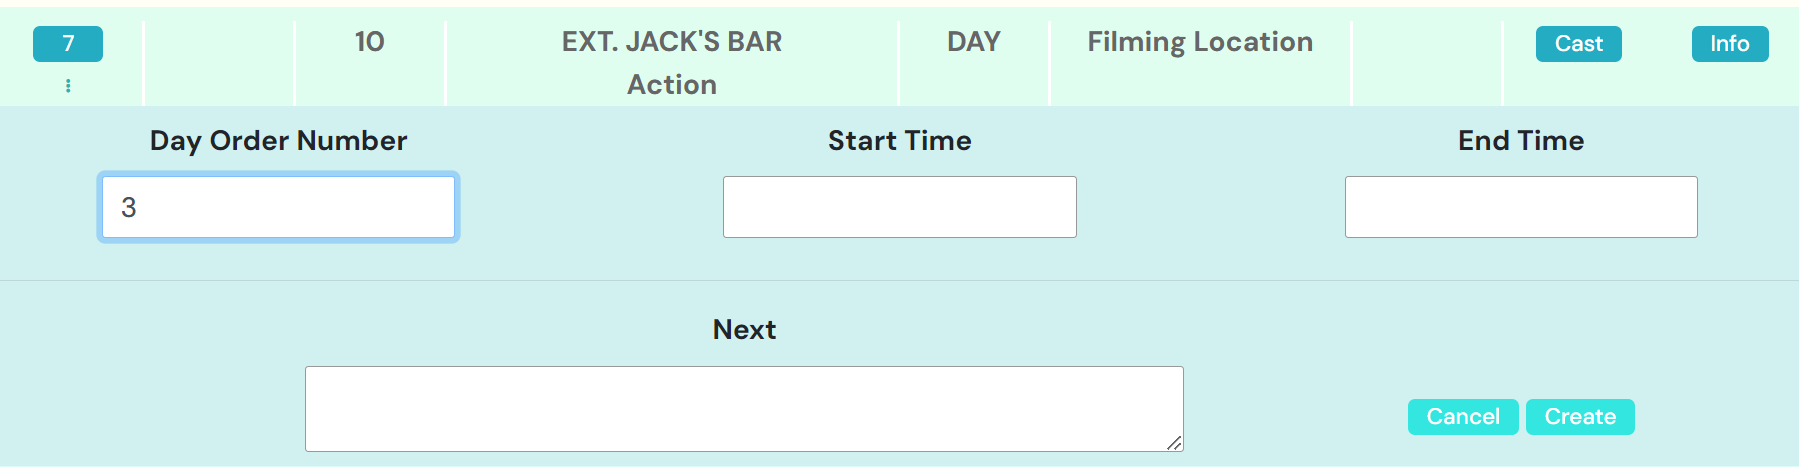 7 10 EXT. JACK'S BAR DAY Filming Location Cast Info
Action
Day Order Number Start Time End Time
3
Next
Cancel Create